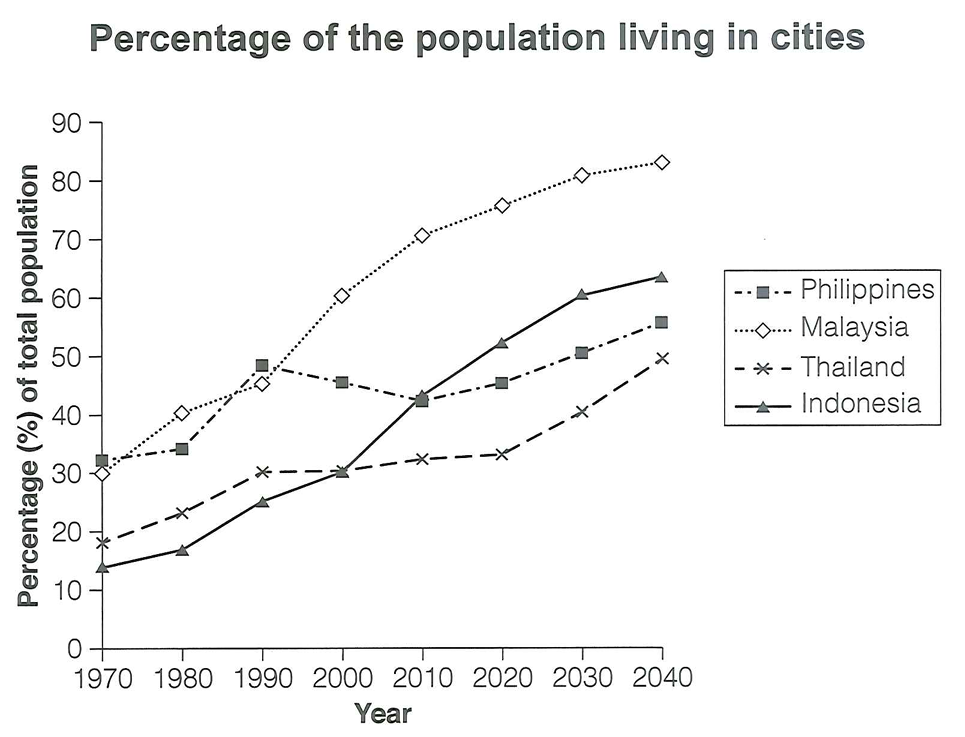 Percentage of the population living in cities
90
80
70
60
50
40
30
20
10
0
Percentage (%) of total population
1970 1980 1990 2000 2010 2020 2030 2040
Year
Philippines
Malaysia
Thailand
Indonesia